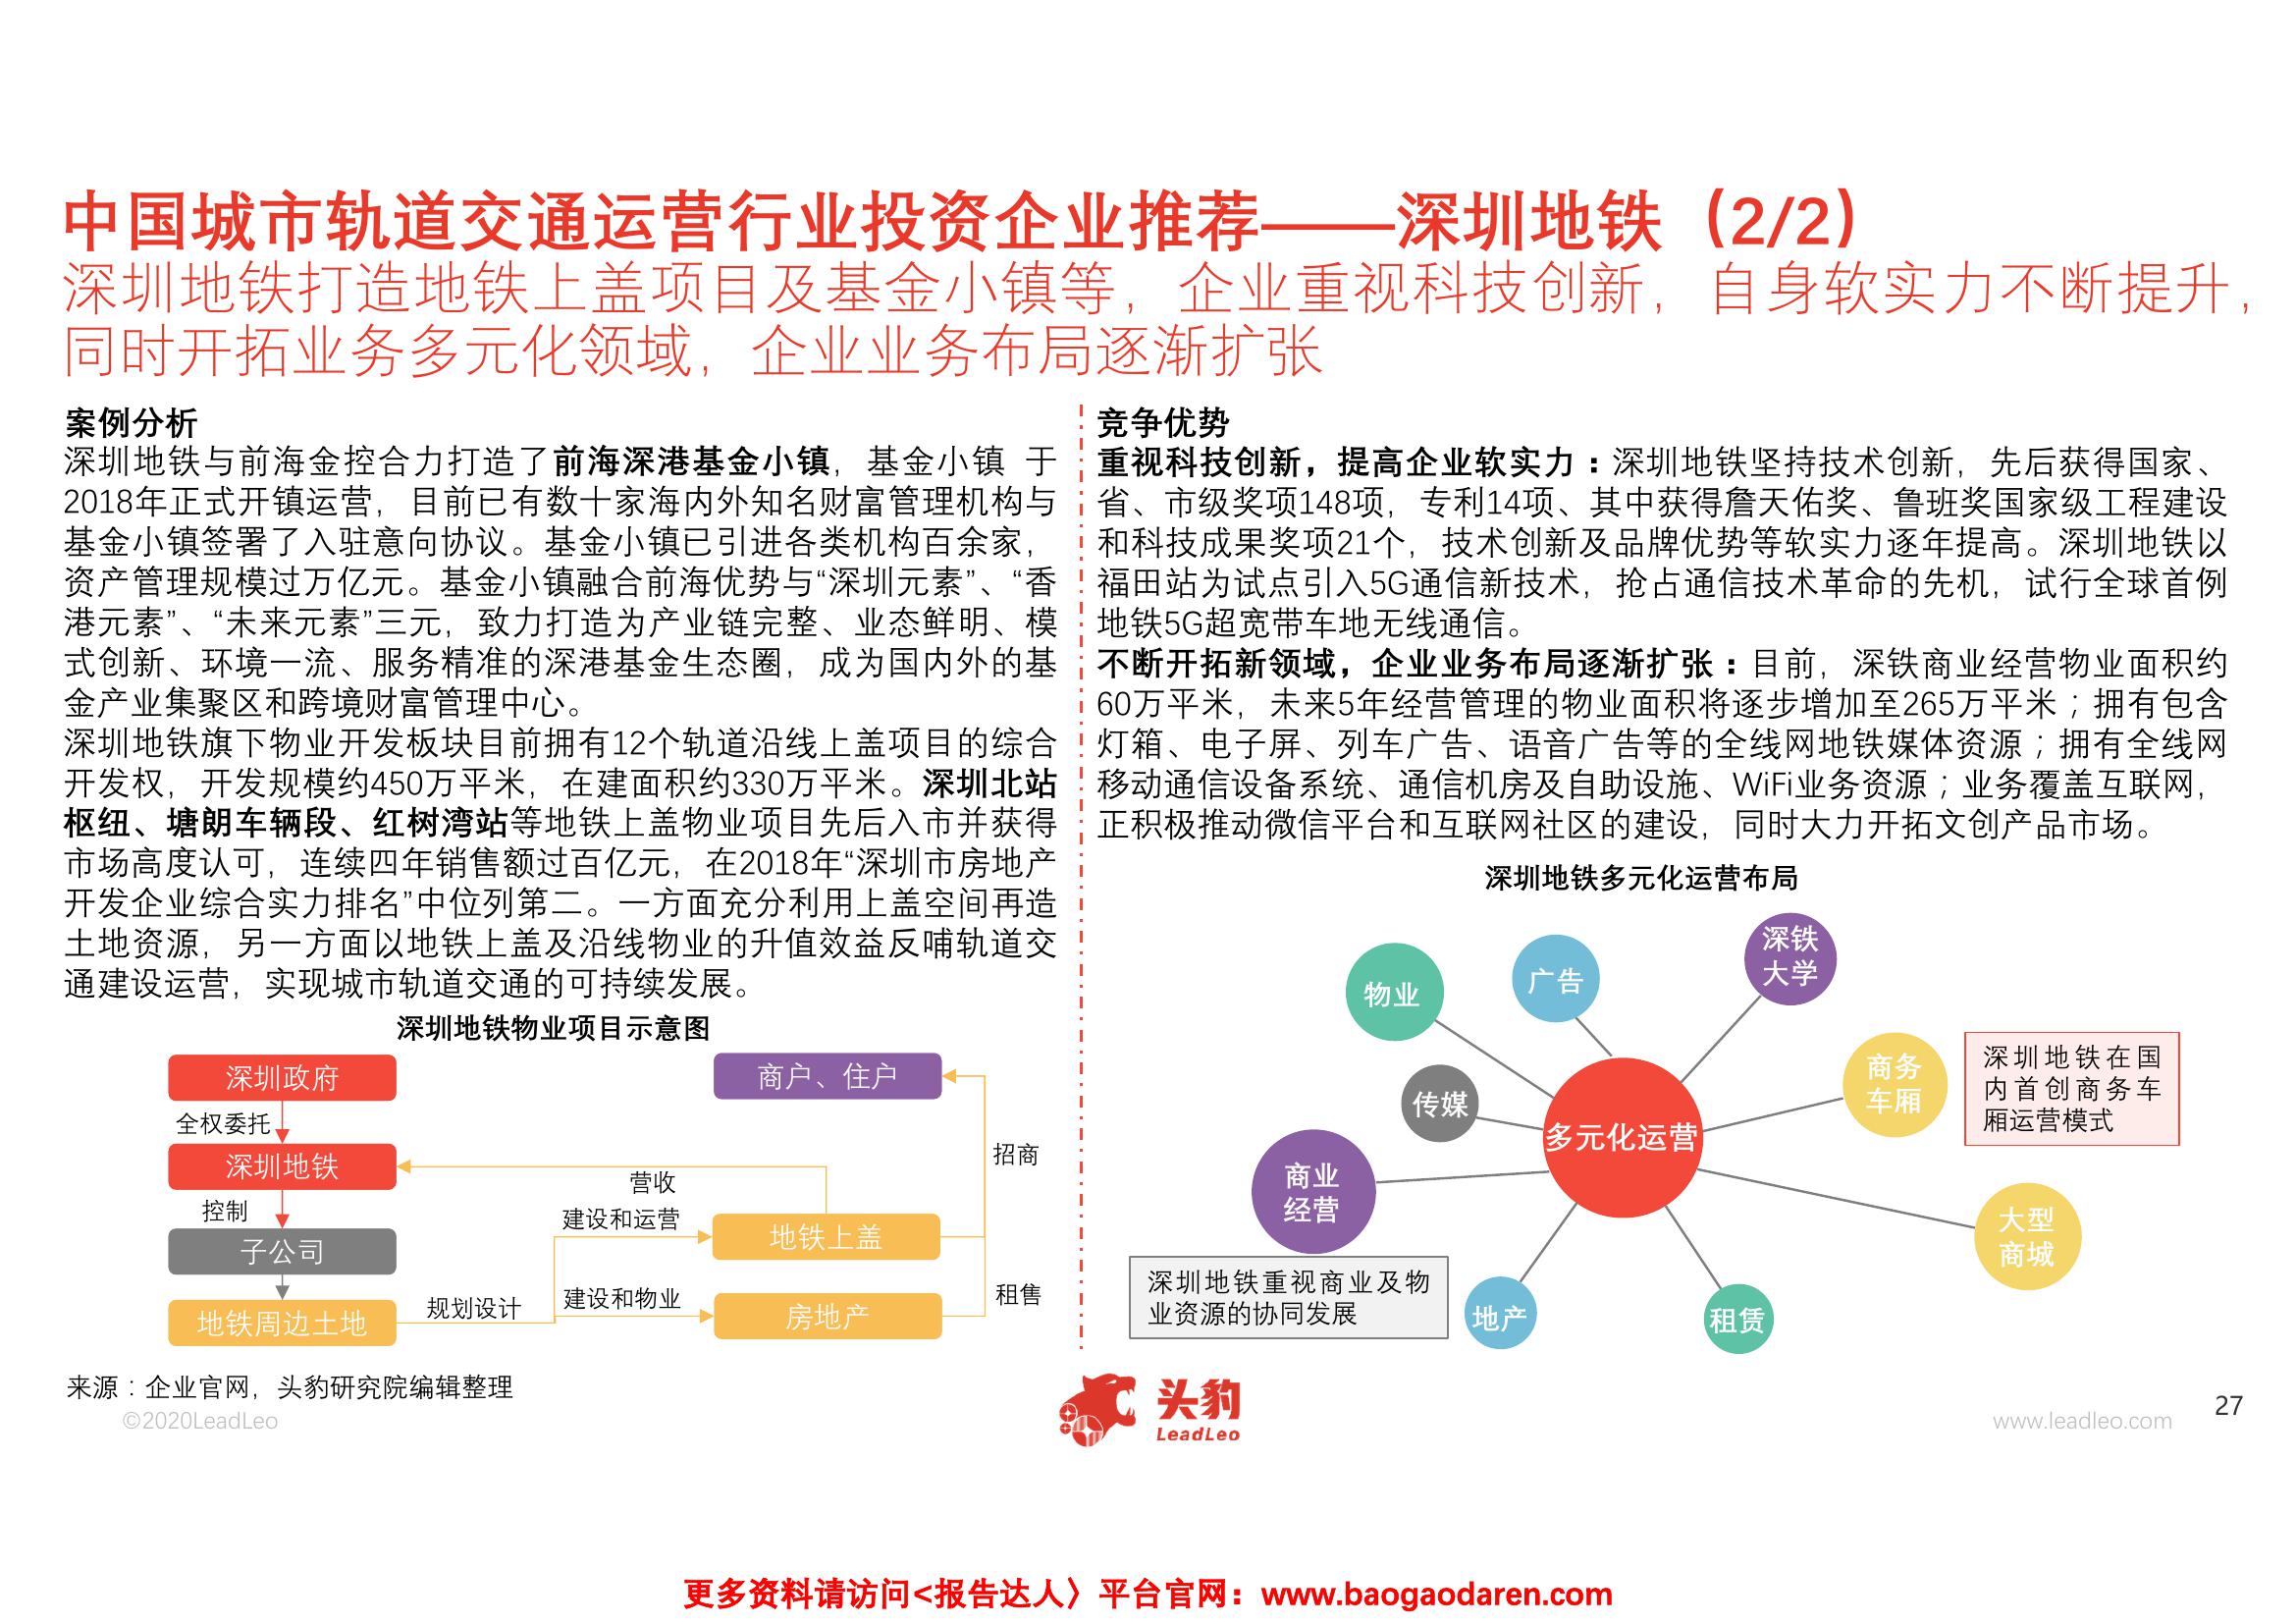 中国城市轨道交通运营行业投资企业推荐——深圳地铁（2/2）
深圳地铁打造地铁上盖项目及基金小镇等，企业重视科技创新，自身软实力不断提升，
同时开拓业务多元化领域，企业业务布局逐渐扩张
案例分析
深圳地铁与前海金控合力打造了前海深港基金小镇，基金小镇 于
2018年正式开镇运营，目前已有数十家海内外知名财富管理机构与
基金小镇签署了入驻意向协议。基金小镇已引进各类机构百余家，
资产管理规模过万亿元。基金小镇融合前海优势与“深圳元素”、“香
港元素”、“未来元素”三元，致力打造为产业链完整、业态鲜明、模
式创新、环境一流、服务精准的深港基金生态圈，成为国内外的基
金产业集聚区和跨境财富管理中心。
深圳地铁旗下物业开发板块目前拥有12个轨道沿线上盖项目的综合
开发权，开发规模约450万平米，在建面积约330万平米。深圳北站
枢纽、塘朗车辆段、红树湾站等地铁上盖物业项目先后入市并获得
市场高度认可，连续四年销售额过百亿元，在2018年“深圳市房地产
开发企业综合实力排名”中位列第二。一方面充分利用上盖空间再造
土地资源，另一方面以地铁上盖及沿线物业的升值效益反哺轨道交
通建设运营，实现城市轨道交通的可持续发展。
深圳地铁物业项目示意图
深圳政府
商户、住户
全权委托
深圳地铁
招商
营收
控制
建设和运营
地铁上盖
子公司
建设和物业
租售
规划设计
地铁周边土地
房地产
竞争优势
重视科技创新，提高企业软实力：深圳地铁坚持技术创新，先后获得国家、
省、市级奖项148项，专利14项、其中获得詹天佑奖、鲁班奖国家级工程建设
和科技成果奖项21个，技术创新及品牌优势等软实力逐年提高。深圳地铁以
福田站为试点引入5G通信新技术，抢占通信技术革命的先机，试行全球首例
地铁5G超宽带车地无线通信。
不断开拓新领域，企业业务布局逐渐扩张：目前，深铁商业经营物业面积约
60万平米，未来5年经营管理的物业面积将逐步增加至265万平米；拥有包含
灯箱、电子屏、列车广告、语音广告等的全线网地铁媒体资源；拥有全线网
移动通信设备系统、通信机房及自助设施、WiFi业务资源；业务覆盖互联网，
正积极推动微信平台和互联网社区的建设，同时大力开拓文创产品市场。
深圳地铁多元化运营布局
深铁
大学
物业
广告
商务
车厢
深圳地铁在国
内首创商务车
厢运营模式
传媒
多元化运营
商业
经营
大型
商城
深圳地铁重视商业及物
业资源的协同发展
地产
租赁
来源：企业官网，头豹研究院编辑整理
©2020LeadLeo
头豹
LeadLeo
www.leadleo.com
27
更多资料请访问<报告达人〉平台官网：www.baogaodaren.com